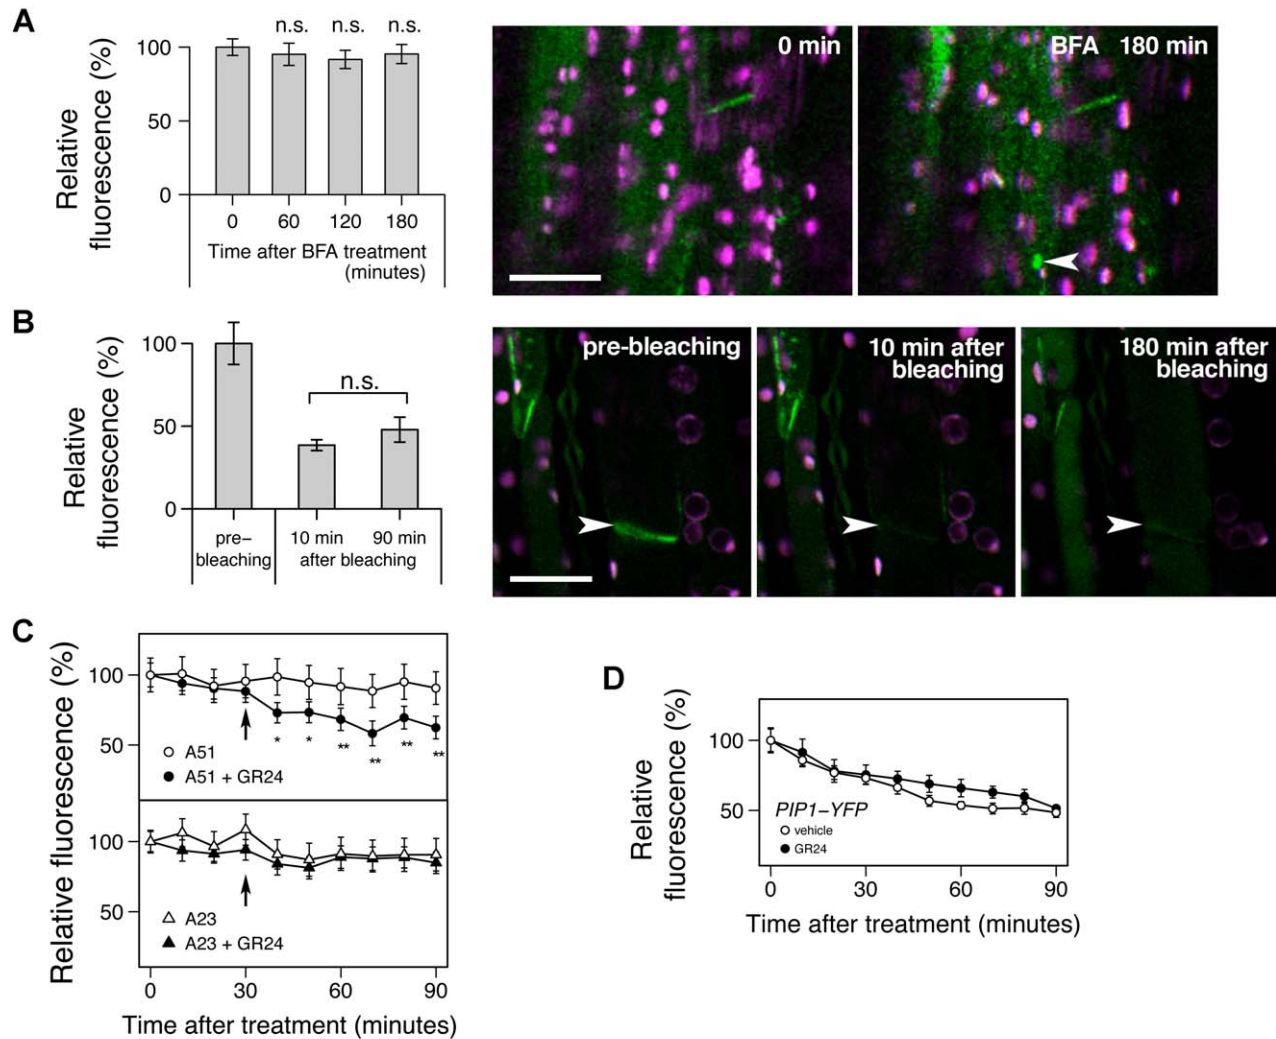 A
Relative
fluorescence (%)
100
50
0
n.s.
n.s.
n.s.
0
60
120
180
Time after BFA treatment
(minutes)
0 min
BFA 180 min
B
Relative
fluorescence (%)
100
50
0
n.s.
pre–
bleaching
10 min
90 min
after bleaching
pre-bleaching
10 min after
bleaching
180 min after
bleaching
C
Relative fluorescence (%)
100
50
*
*
**
**
**
**
A51
A51 + GR24
100
50
A23
A23 + GR24
0
30
60
90
Time after treatment (minutes)
D
Relative
fluorescence (%)
100
50
PIP1–YFP
vehicle
GR24
0
30
60
90
Time after treatment (minutes)